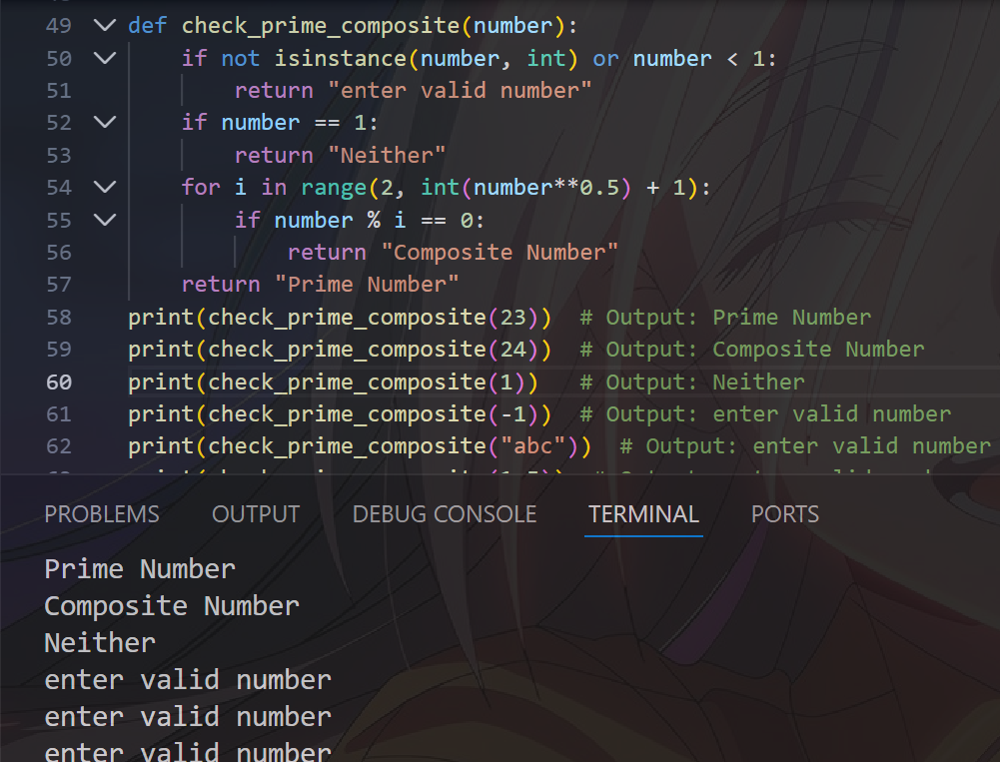 49 def check_prime_composite(number):
50     if not isinstance(number, int) or number < 1:
51         return "enter valid number"
52     if number == 1:
53         return "Neither"
54     for i in range(2, int(number**0.5) + 1):
55         if number % i == 0:
56             return "Composite Number"
57     return "Prime Number"
58 print(check_prime_composite(23))  # Output: Prime Number
59 print(check_prime_composite(24))  # Output: Composite Number
60 print(check_prime_composite(1))   # Output: Neither
61 print(check_prime_composite(-1))  # Output: enter valid number
62 print(check_prime_composite("abc"))  # Output: enter valid number
PROBLEMS OUTPUT DEBUG CONSOLE TERMINAL PORTS
Prime Number
Composite Number
Neither
enter valid number
enter valid number
enter valid number